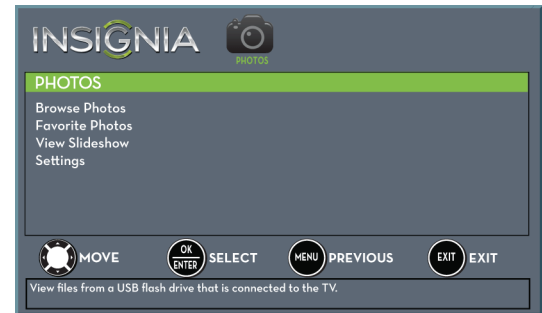 INSIGNIA
PHOTOS
PHOTOS
Browse Photos
Favorite Photos
View Slideshow
Settings
MOVE
OK
ENTER
SELECT
MENU
PREVIOUS
EXIT
EXIT
View files from a USB flash drive that is connected to the TV.